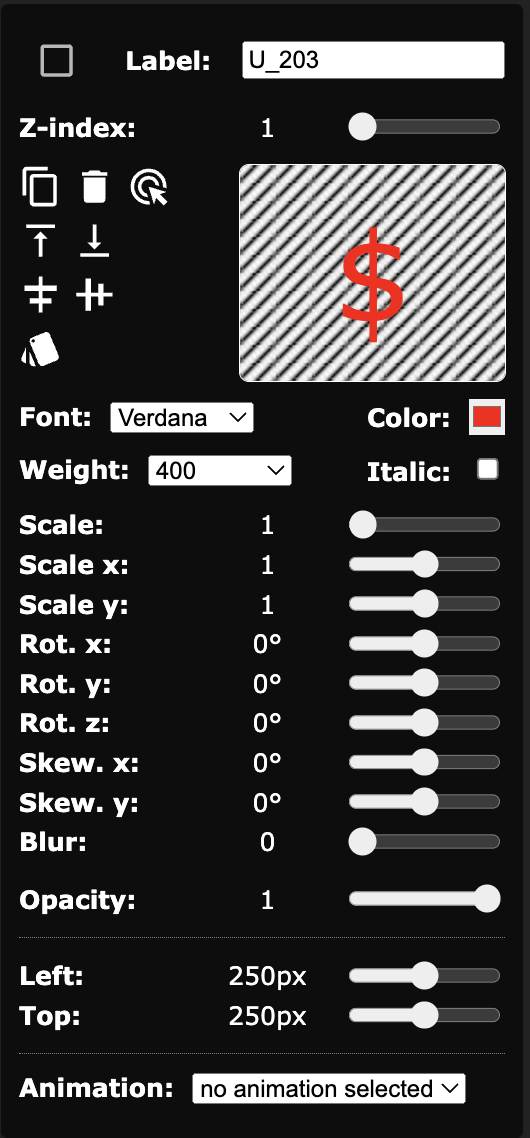 Label: U_203
Z-index: 1
$
Font: Verdana Color:
Weight: 400 Italic:
Scale: 1
Scale x: 1
Scale y: 1
Rot. x: 0°
Rot. y: 0°
Rot. z: 0°
Skew. x: 0°
Skew. y: 0°
Blur: 0
Opacity: 1
Left: 250px
Top: 250px
Animation: no animation selected